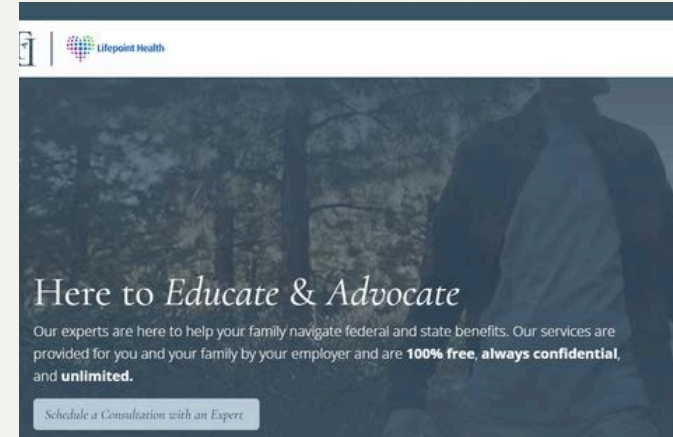 Lifepoint Health
Here to Educate & Advocate
Our experts are here to help your family navigate federal and state benefits. Our services are
provided for you and your family by your employer and are 100% free, always confidential,
and unlimited.
Schedule a Consultation with an Expert